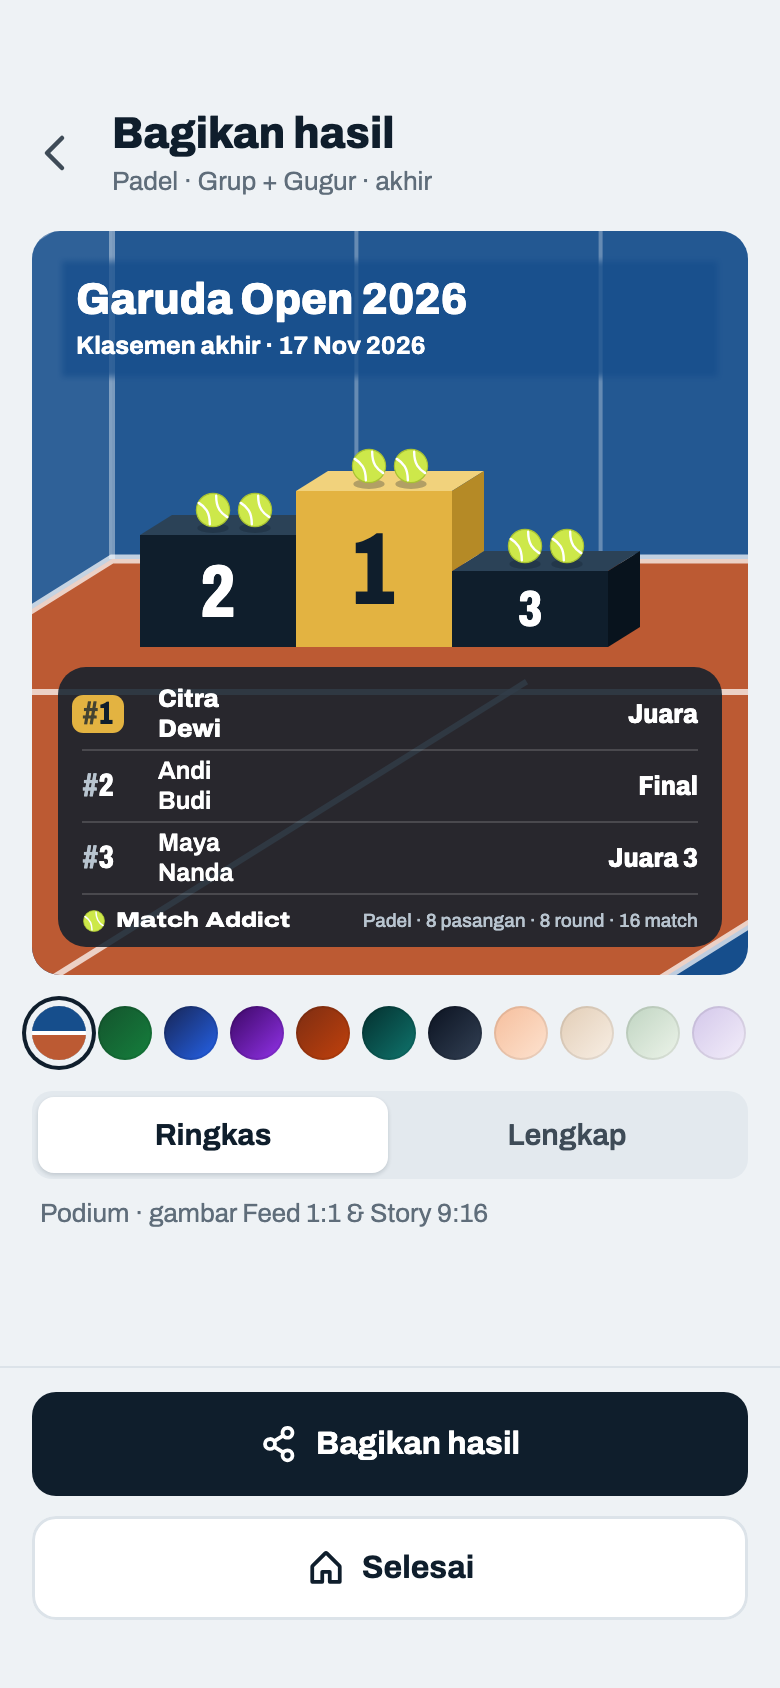 Bagikan hasil
Padel · Grup + Gugur · akhir
Garuda Open 2026
Klasemen akhir · 17 Nov 2026
2
1
3
#1
Citra
Dewi
Juara
#2
Andi
Budi
Final
#3
Maya
Nanda
Juara 3
Match Addict
Padel · 8 pasangan · 8 round · 16 match
Ringkas
Lengkap
Podium · gambar Feed 1:1 & Story 9:16
Bagikan hasil
Selesai